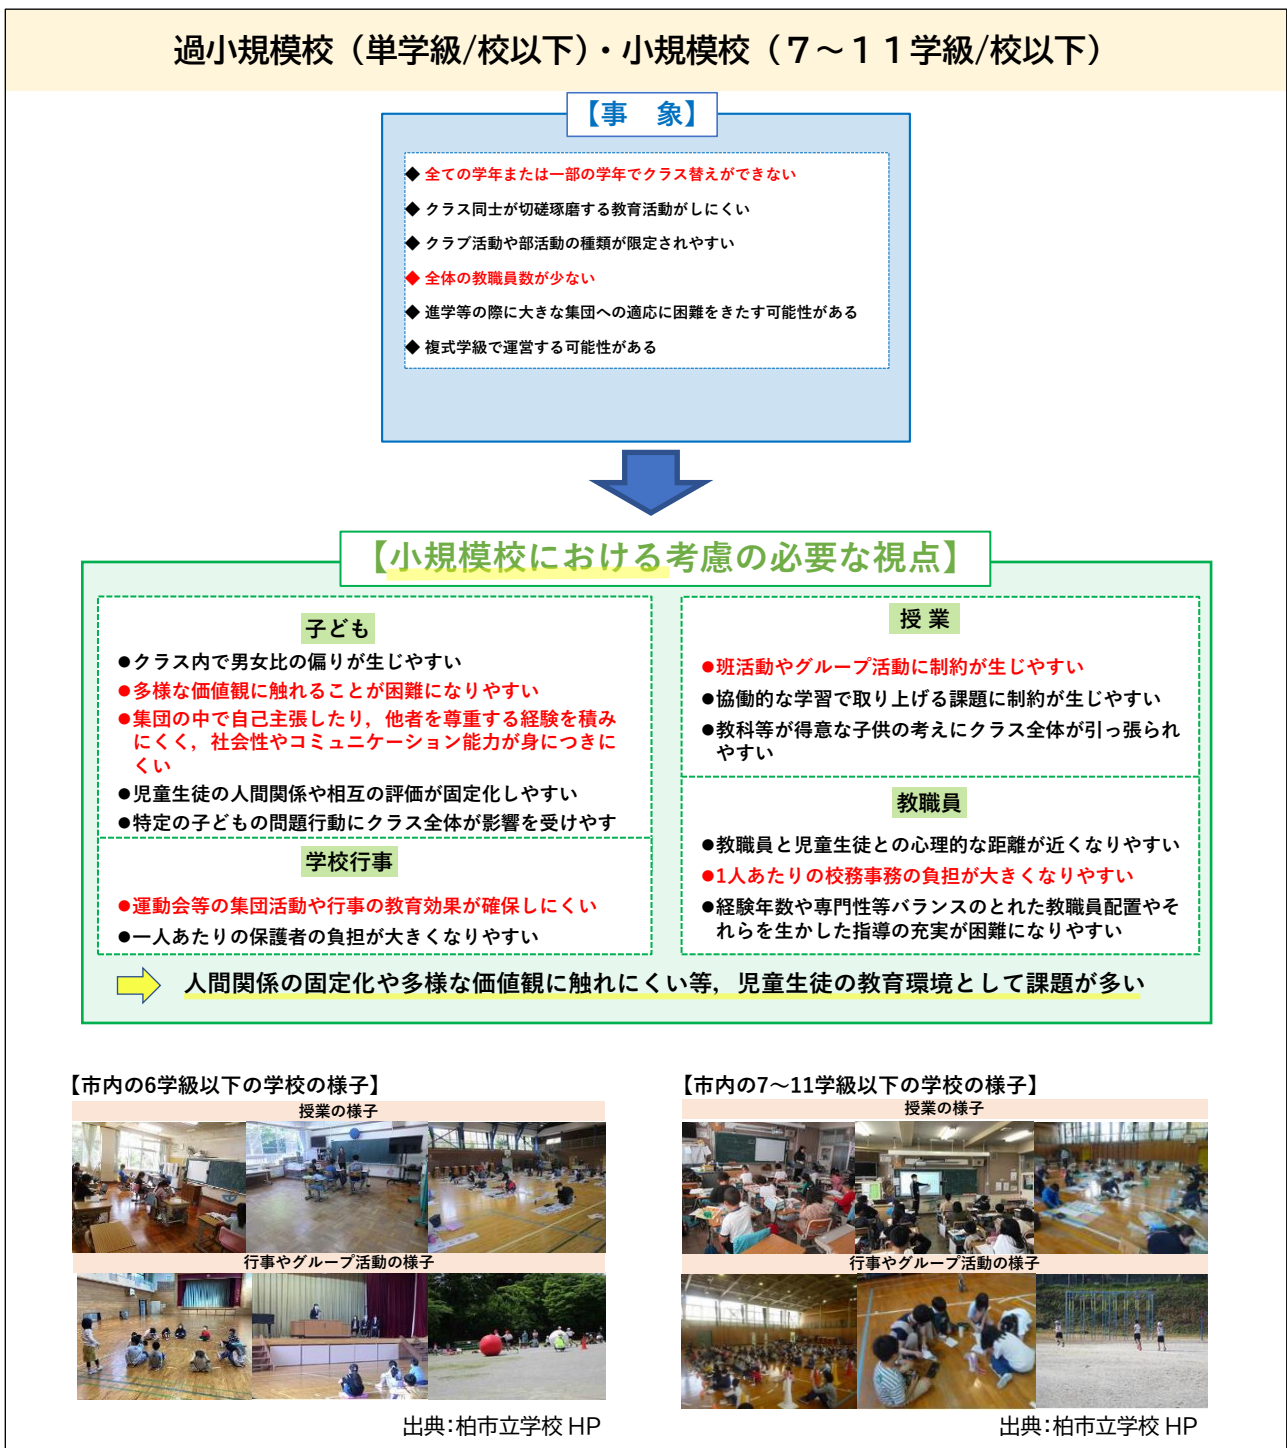 過小規模校（単学級/校以下）・小規模校（７～１１学級/校以下）
【事　象】
◆ 全ての学年または一部の学年でクラス替えができない
◆ クラス同士が切磋琢磨する教育活動がしにくい
◆ クラブ活動や部活動の種類が限定されやすい
◆ 全体の教職員数が少ない
◆ 進学等の際に大きな集団への適応に困難をきたす可能性がある
◆ 複式学級で運営する可能性がある
【小規模校における考慮の必要な視点】
子ども
●クラス内で男女比の偏りが生じやすい
●多様な価値観に触れることが困難になりやすい
●集団の中で自己主張したり，他者を尊重する経験を積み
にくく，社会性やコミュニケーション能力が身につきに
くい
●児童生徒の人間関係や相互の評価が固定化しやすい
●特定の子どもの問題行動にクラス全体が影響を受けやす
学校行事
●運動会等の集団活動や行事の教育効果が確保しにくい
●一人あたりの保護者の負担が大きくなりやすい
授 業
●班活動やグループ活動に制約が生じやすい
●協働的な学習で取り上げる課題に制約が生じやすい
●教科等が得意な子供の考えにクラス全体が引っ張られ
やすい
教職員
●教職員と児童生徒との心理的な距離が近くなりやすい
●1人あたりの校務事務の負担が大きくなりやすい
●経験年数や専門性等バランスのとれた教職員配置やそ
れらを生かした指導の充実が困難になりやすい
人間関係の固定化や多様な価値観に触れにくい等，児童生徒の教育環境として課題が多い
【市内の6学級以下の学校の様子】
授業の様子
行事やグループ活動の様子
出典：柏市立学校 HP
【市内の7～11学級以下の学校の様子】
授業の様子
行事やグループ活動の様子
出典：柏市立学校 HP